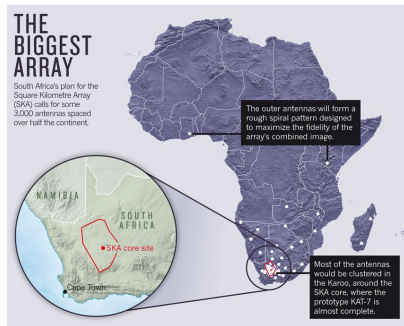 THE
BIGGEST
ARRAY
South Africa's plan for the
Square Kilometre Array
(SKA) calls for some
3,000 antennas spaced
over half the continent.
The outer antennas will form a
rough spiral pattern designed
to maximize the fidelity of the
array's combined image.
NAMIBIA
SOUTH
AFRICA
SKA core site
Cape Town
Most of the antennas
would be clustered in
the Karoo, around the
SKA core, where the
prototype KAT-7 is
almost complete.